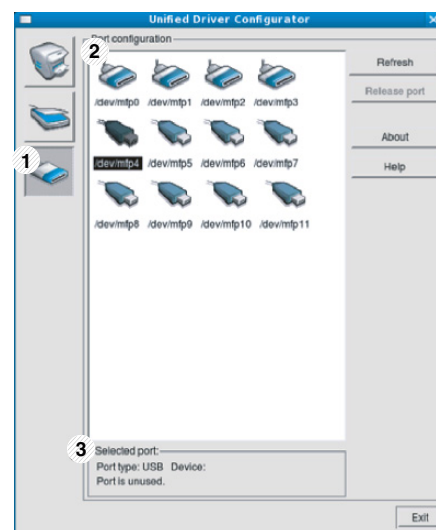 Unified Driver Configurator
Port configuration
2
/dev/mfp0 /dev/mfp1 /dev/mfp2 /dev/mfp3
/dev/mfp4 /dev/mfp5 /dev/mfp6 /dev/mfp7
/dev/mfp8 /dev/mfp9 /dev/mfp10 /dev/mfp11
1
Refresh
Release port
About
Help
3
Selected port:
Port type: USB Device:
Port is unused.
Exit